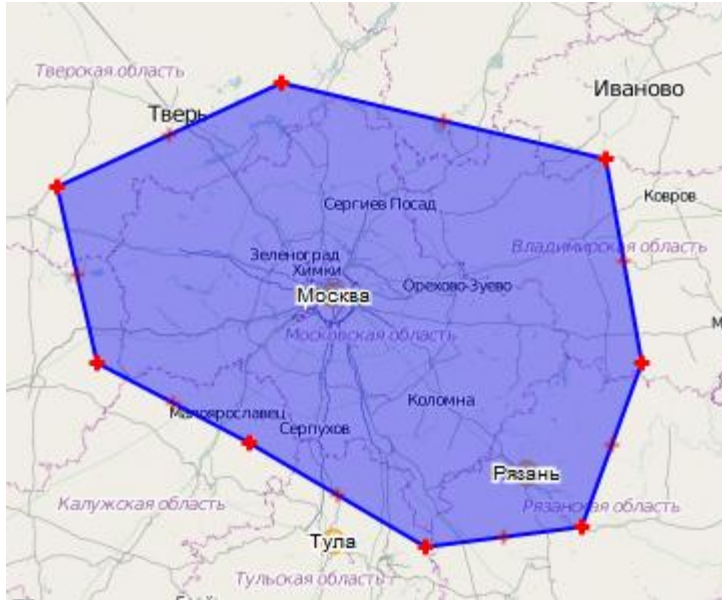 Тверская область
Тверь
Иваново
Ковров
Сергиев Посад
Владимирская область
Зеленоград
Химки
Орехово-Зуево
Москва
Московская область
Коломна
Малоярославец
Серпухов
Рязань
Калужская область
Рязанская область
Тула
Тульская область